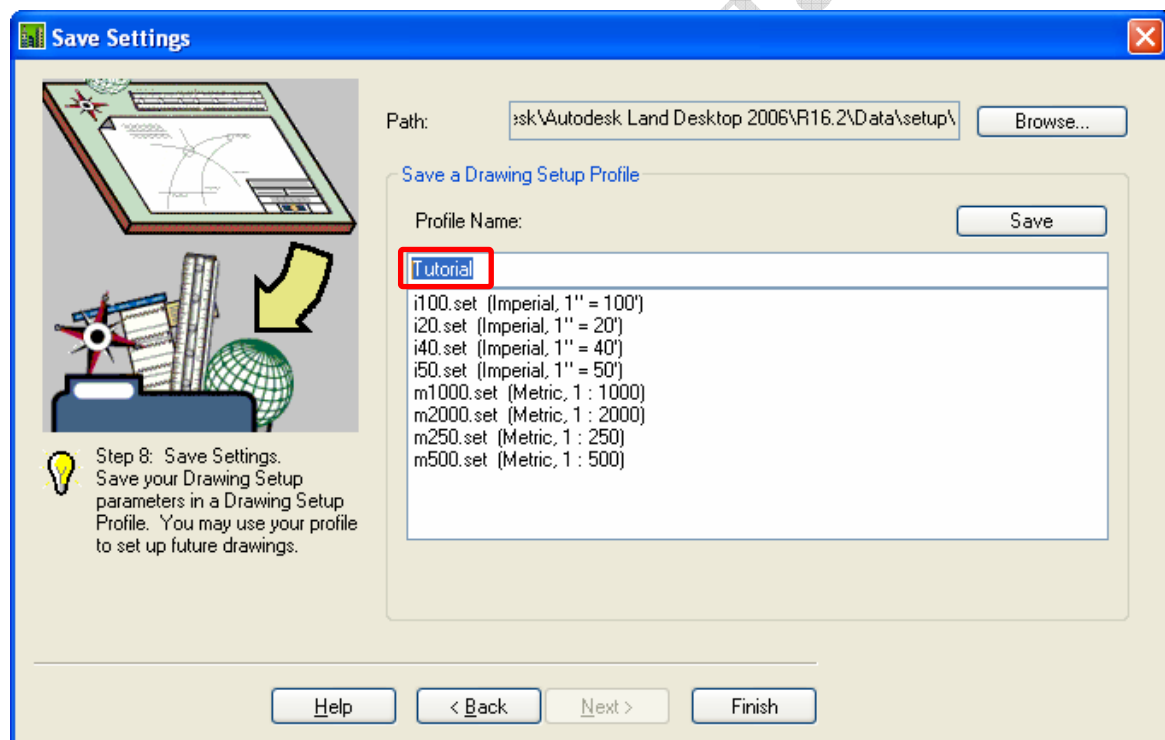 Save Settings
Path:
esk\Autodesk Land Desktop 2006\R16.2\Data\setup\
Browse...
Save a Drawing Setup Profile
Profile Name:
Save
Tutorial
i100.set (Imperial, 1" = 100')
i20.set (Imperial, 1" = 20')
i40.set (Imperial, 1" = 40')
i50.set (Imperial, 1" = 50')
m1000.set (Metric, 1 : 1000)
m2000.set (Metric, 1 : 2000)
m250.set (Metric, 1 : 250)
m500.set (Metric, 1 : 500)
Step 8: Save Settings.
Save your Drawing Setup
parameters in a Drawing Setup
Profile. You may use your profile
to set up future drawings.
Help
< Back
Next >
Finish